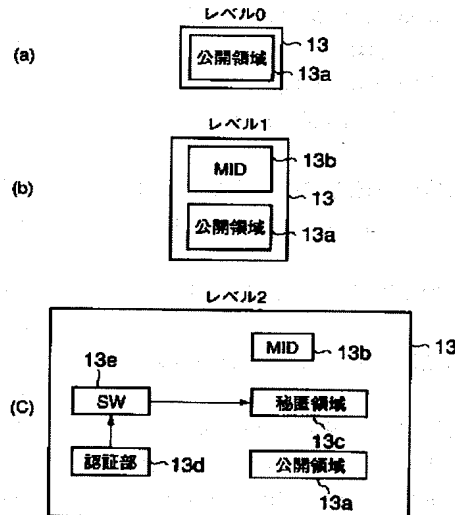 レベル0
(a)
公開領域
13
13a
レベル1
(b)
MID
13b
13
公開領域
13a
レベル2
(C)
MID
13b
13
13e
SW
秘匿領域
13c
認証部
13d
公開領域
13a